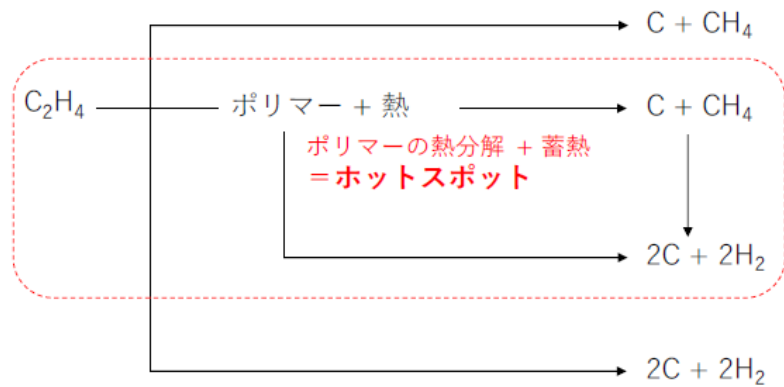 C + CH₄
C₂H₄ ポリマー + 熱 C + CH₄
ポリマーの熱分解 + 蓄熱
＝ホットスポット
2C + 2H₂
2C + 2H₂